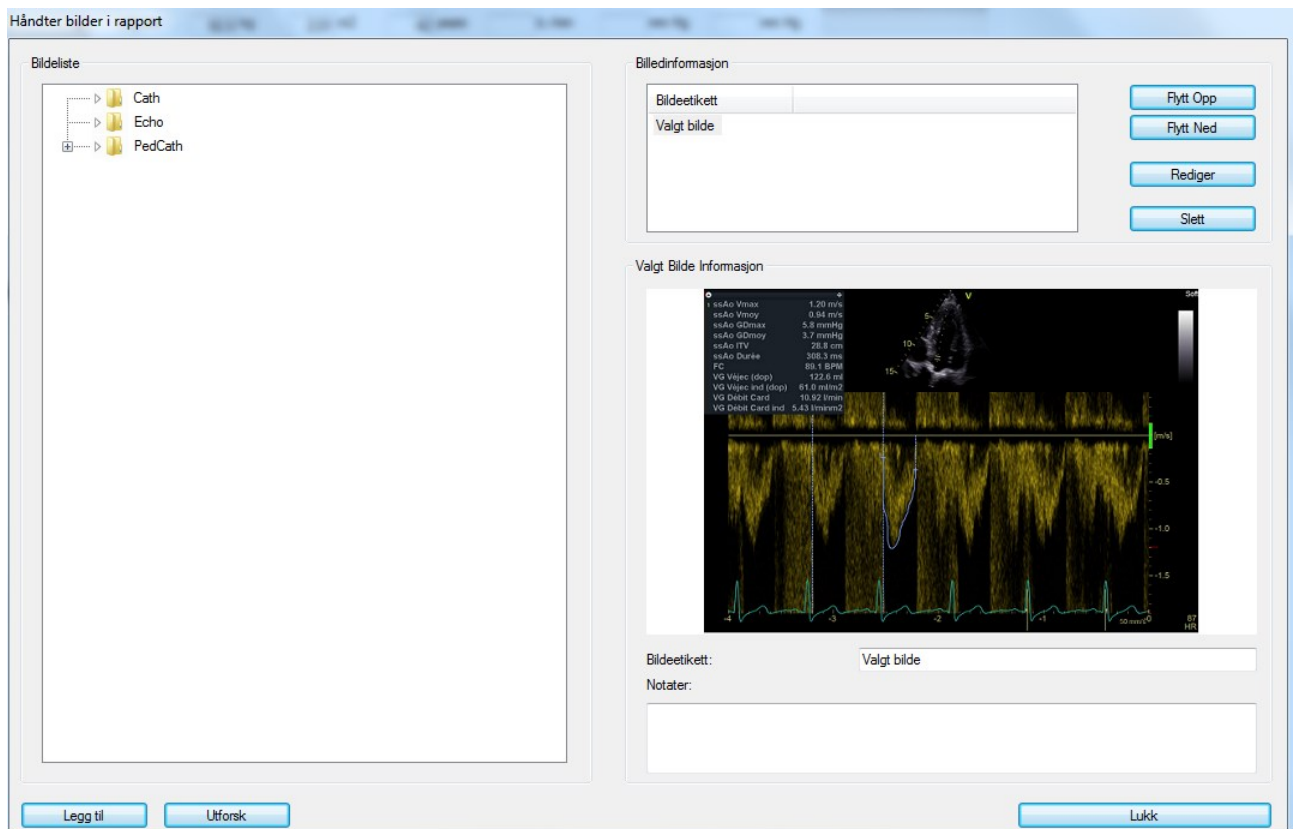 Håndter bilder i rapport
Bildeliste
Cath
Echo
PedCath
Billedinformasjon
Bildeetikett
Valgt bilde
Flytt Opp
Flytt Ned
Rediger
Slett
Valgt Bilde Informasjon
1 ssAo Vmax 1.20 m/s
ssAo Vmoy 0.94 m/s
ssAo GDmax 5.8 mmHg
ssAo GDmoy 3.7 mmHg
ssAo ITV 28.8 cm
ssAo Durée 308.3 ms
FC 89.1 BPM
VG Véjec (dop) 122.6 ml
VG Véjec ind (dop) 61.0 ml/m2
VG Débit Card 10.92 l/min
VG Débit Card ind 5.43 l/minm2
V
Soft
5
10
15
[m/s]
-0.5
-1.0
-1.5
-4 -3 -2 -1 50 mm/s 0
87
HR
Bildeetikett: Valgt bilde
Notater:
Legg til
Utforsk
Lukk